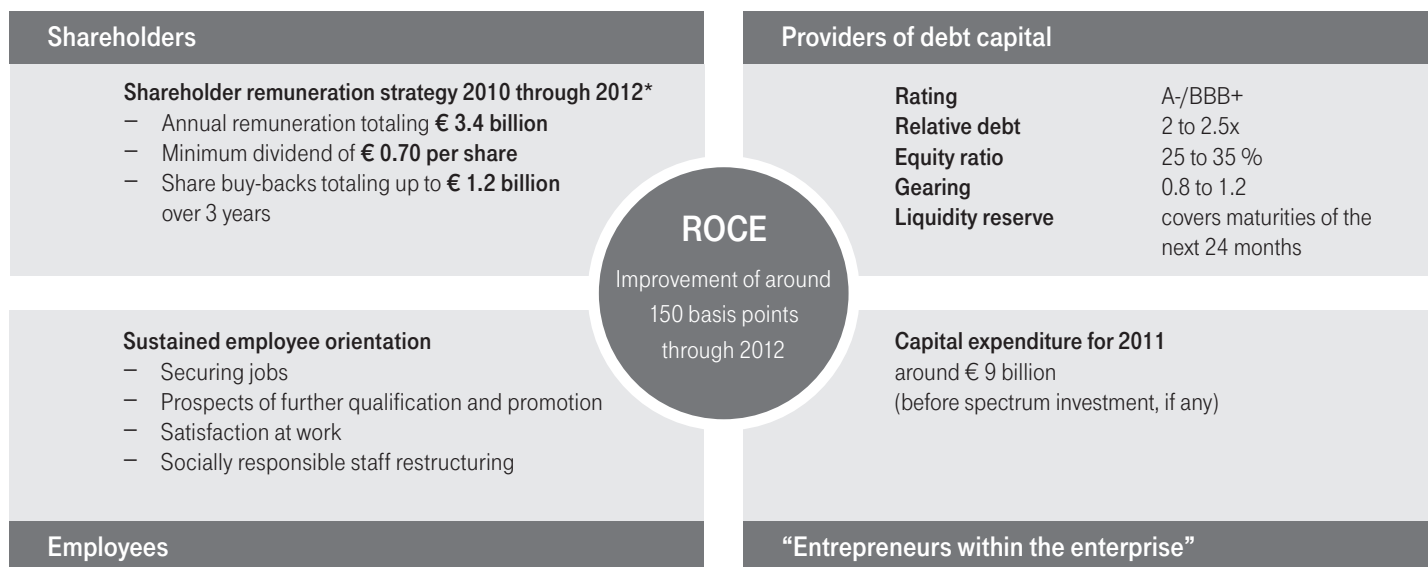 Shareholders
Shareholder remuneration strategy 2010 through 2012*
– Annual remuneration totaling € 3.4 billion
– Minimum dividend of € 0.70 per share
– Share buy-backs totaling up to € 1.2 billion
over 3 years
Providers of debt capital
Rating A-/BBB+
Relative debt 2 to 2.5x
Equity ratio 25 to 35 %
Gearing 0.8 to 1.2
Liquidity reserve covers maturities of the
next 24 months
ROCE
Improvement of around
150 basis points
through 2012
Sustained employee orientation
– Securing jobs
– Prospects of further qualification and promotion
– Satisfaction at work
– Socially responsible staff restructuring
Employees
Capital expenditure for 2011
around € 9 billion
(before spectrum investment, if any)
“Entrepreneurs within the enterprise”